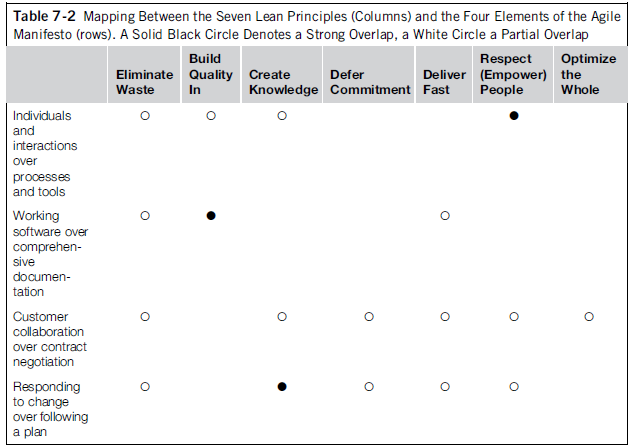 Table 7-2 Mapping Between the Seven Lean Principles (Columns) and the Four Elements of the Agile
Manifesto (rows). A Solid Black Circle Denotes a Strong Overlap, a White Circle a Partial Overlap
Eliminate
Waste
Build
Quality
In
Create
Knowledge
Defer
Commitment
Deliver
Fast
Respect
(Empower)
People
Optimize
the
Whole
Individuals
and
interactions
over
processes
and tools
○ ○ ○ ●
Working
software over
comprehen-
sive
documen-
tation
○ ● ○
Customer
collaboration
over contract
negotiation
○ ○ ○ ○ ○ ○
Responding
to change
over following
a plan
○ ● ○ ○ ○